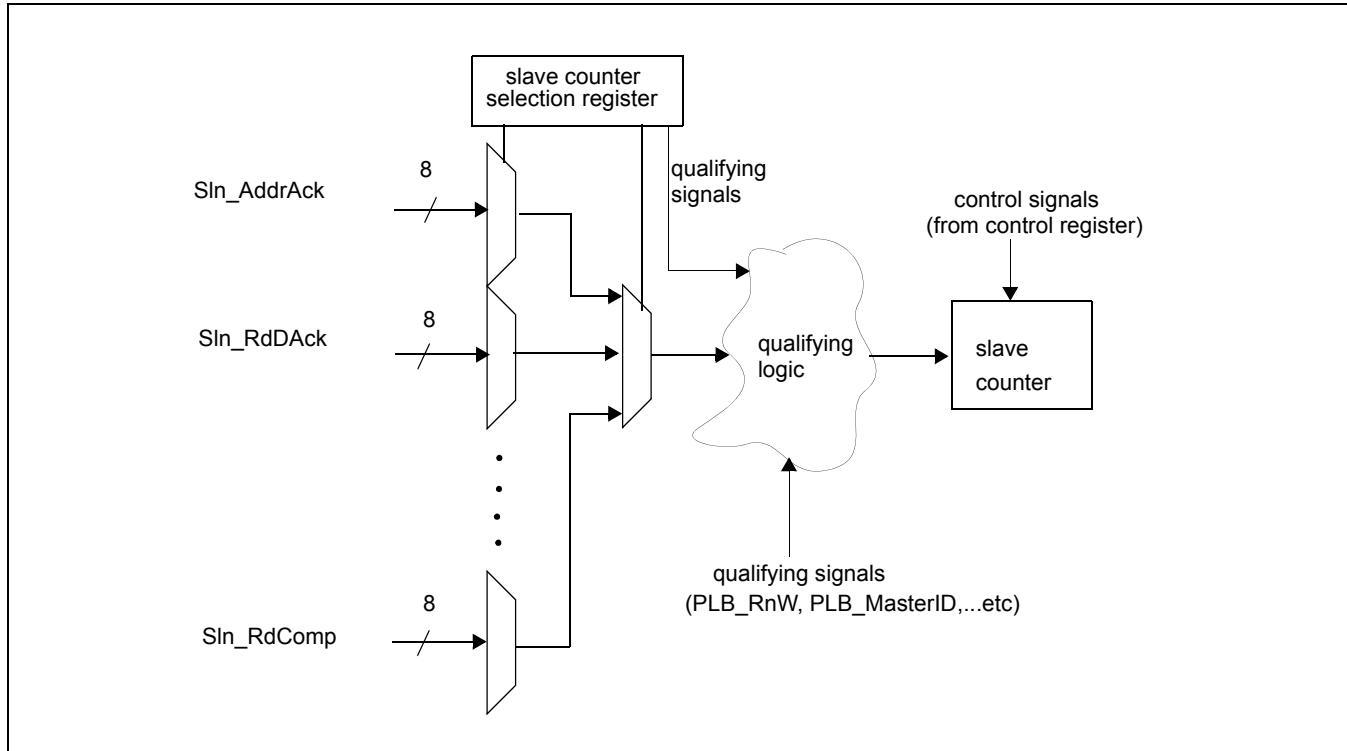 slave counter
selection register
qualifying
signals
8
Sln_AddrAck
control signals
(from control register)
8
Sln_RdDAck
qualifying
logic
slave
counter
qualifying signals
(PLB_RnW, PLB_MasterID,...etc)
8
Sln_RdComp